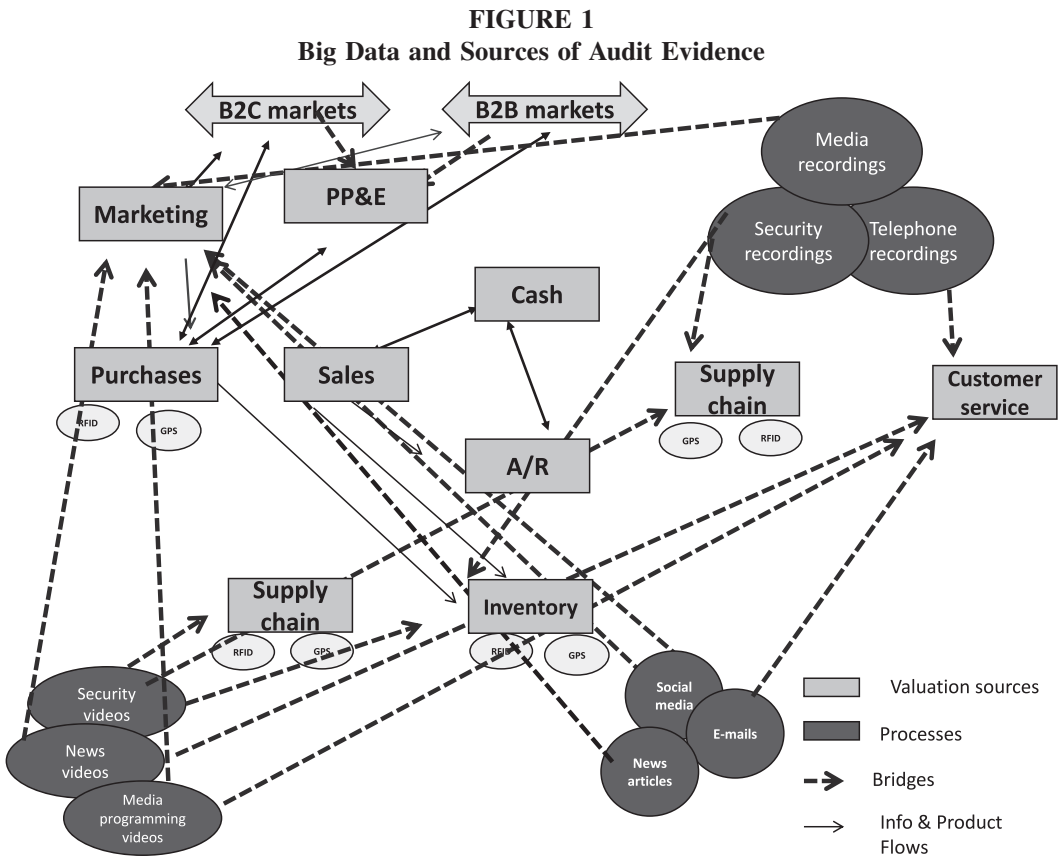 FIGURE 1
Big Data and Sources of Audit Evidence
B2C markets
B2B markets
Media
recordings
PP&E
Marketing
Security
recordings
Telephone
recordings
Cash
Purchases
Sales
Supply
chain
Customer
service
RFID
GPS
GPS
RFID
A/R
Supply
chain
Inventory
RFID
GPS
RFID
GPS
Security
videos
Social
media
Valuation sources
E-mails
Processes
News
videos
News
articles
Bridges
Media
programming
videos
Info & Product
Flows